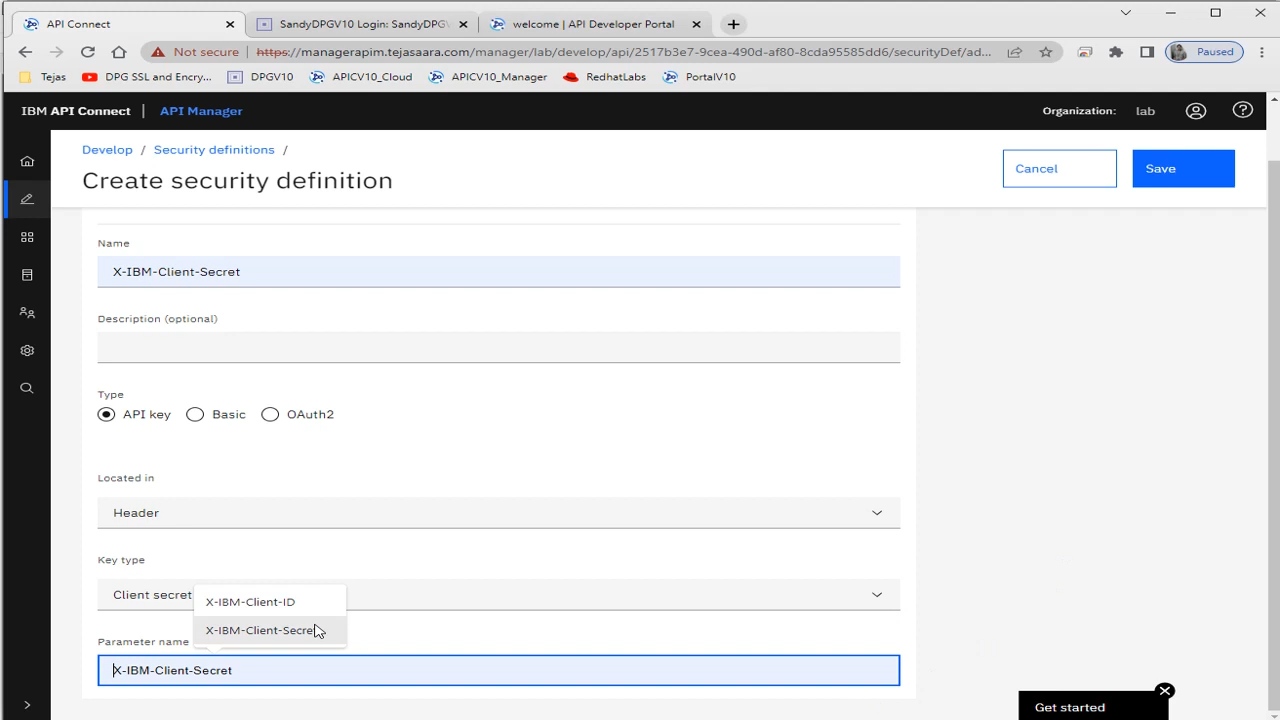 API Connect
SandyDPGV10 Login: SandyDPGV
welcome | API Developer Portal
Not secure
https://managerapim.tejasaara.com/manager/lab/develop/api/2517b3e7-9cea-490d-af80-8cda95585dd6/securityDef/ad...
Paused
Tejas
DPG SSL and Encry...
DPGV10
APICV10_Cloud
APICV10_Manager
RedhatLabs
PortalV10
IBM API Connect
API Manager
Organization:
lab
Develop / Security definitions /
Create security definition
Cancel
Save
Name
X-IBM-Client-Secret
Description (optional)
Type
API key
Basic
OAuth2
Located in
Header
Key type
Client secret
X-IBM-Client-ID
X-IBM-Client-Secret
Parameter name
X-IBM-Client-Secret
Get started